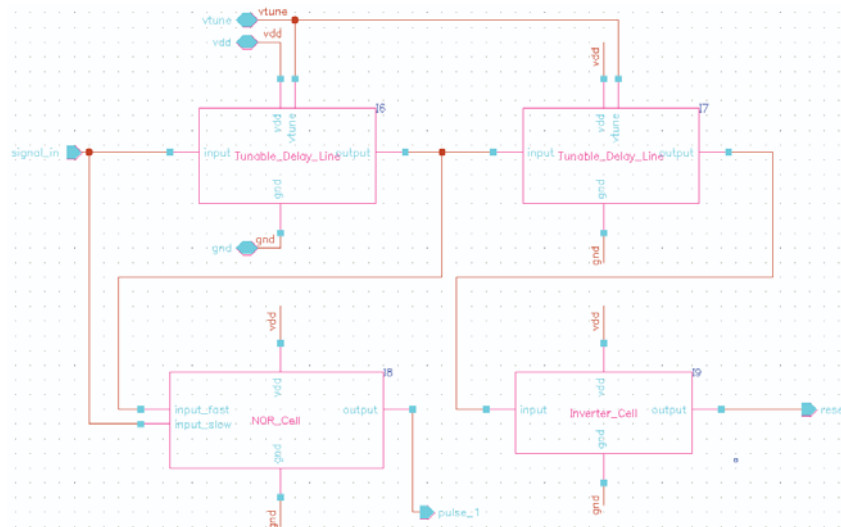 vtune vtune
vdd vdd
vdd
I6 I7
vdd vtune vdd vtune
signal_in input Tunable_Delay_Line output input Tunable_Delay_Line output
gnd gnd
gnd gnd
gnd
vdd vdd
I8 I9
vdd vdd
input_fast output input output rese
input_slow NOR_Cell Inverter_Cell
gnd gnd
gnd gnd
pulse_1